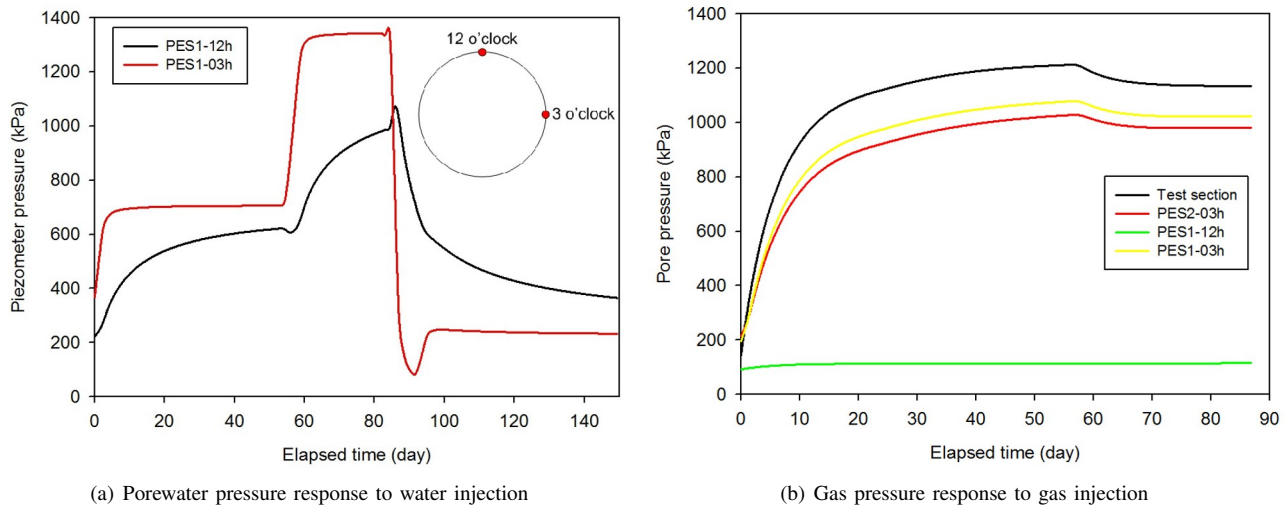 1400
1200
1000
800
600
400
200
0
Piezometer pressure (kPa)
PES1-12h
PES1-03h
12 o'clock
3 o'clock
0 20 40 60 80 100 120 140
Elapsed time (day)
(a) Porewater pressure response to water injection
1400
1200
1000
800
600
400
200
0
Pore pressure (kPa)
Test section
PES2-03h
PES1-12h
PES1-03h
0 10 20 30 40 50 60 70 80 90
Elapsed time (day)
(b) Gas pressure response to gas injection